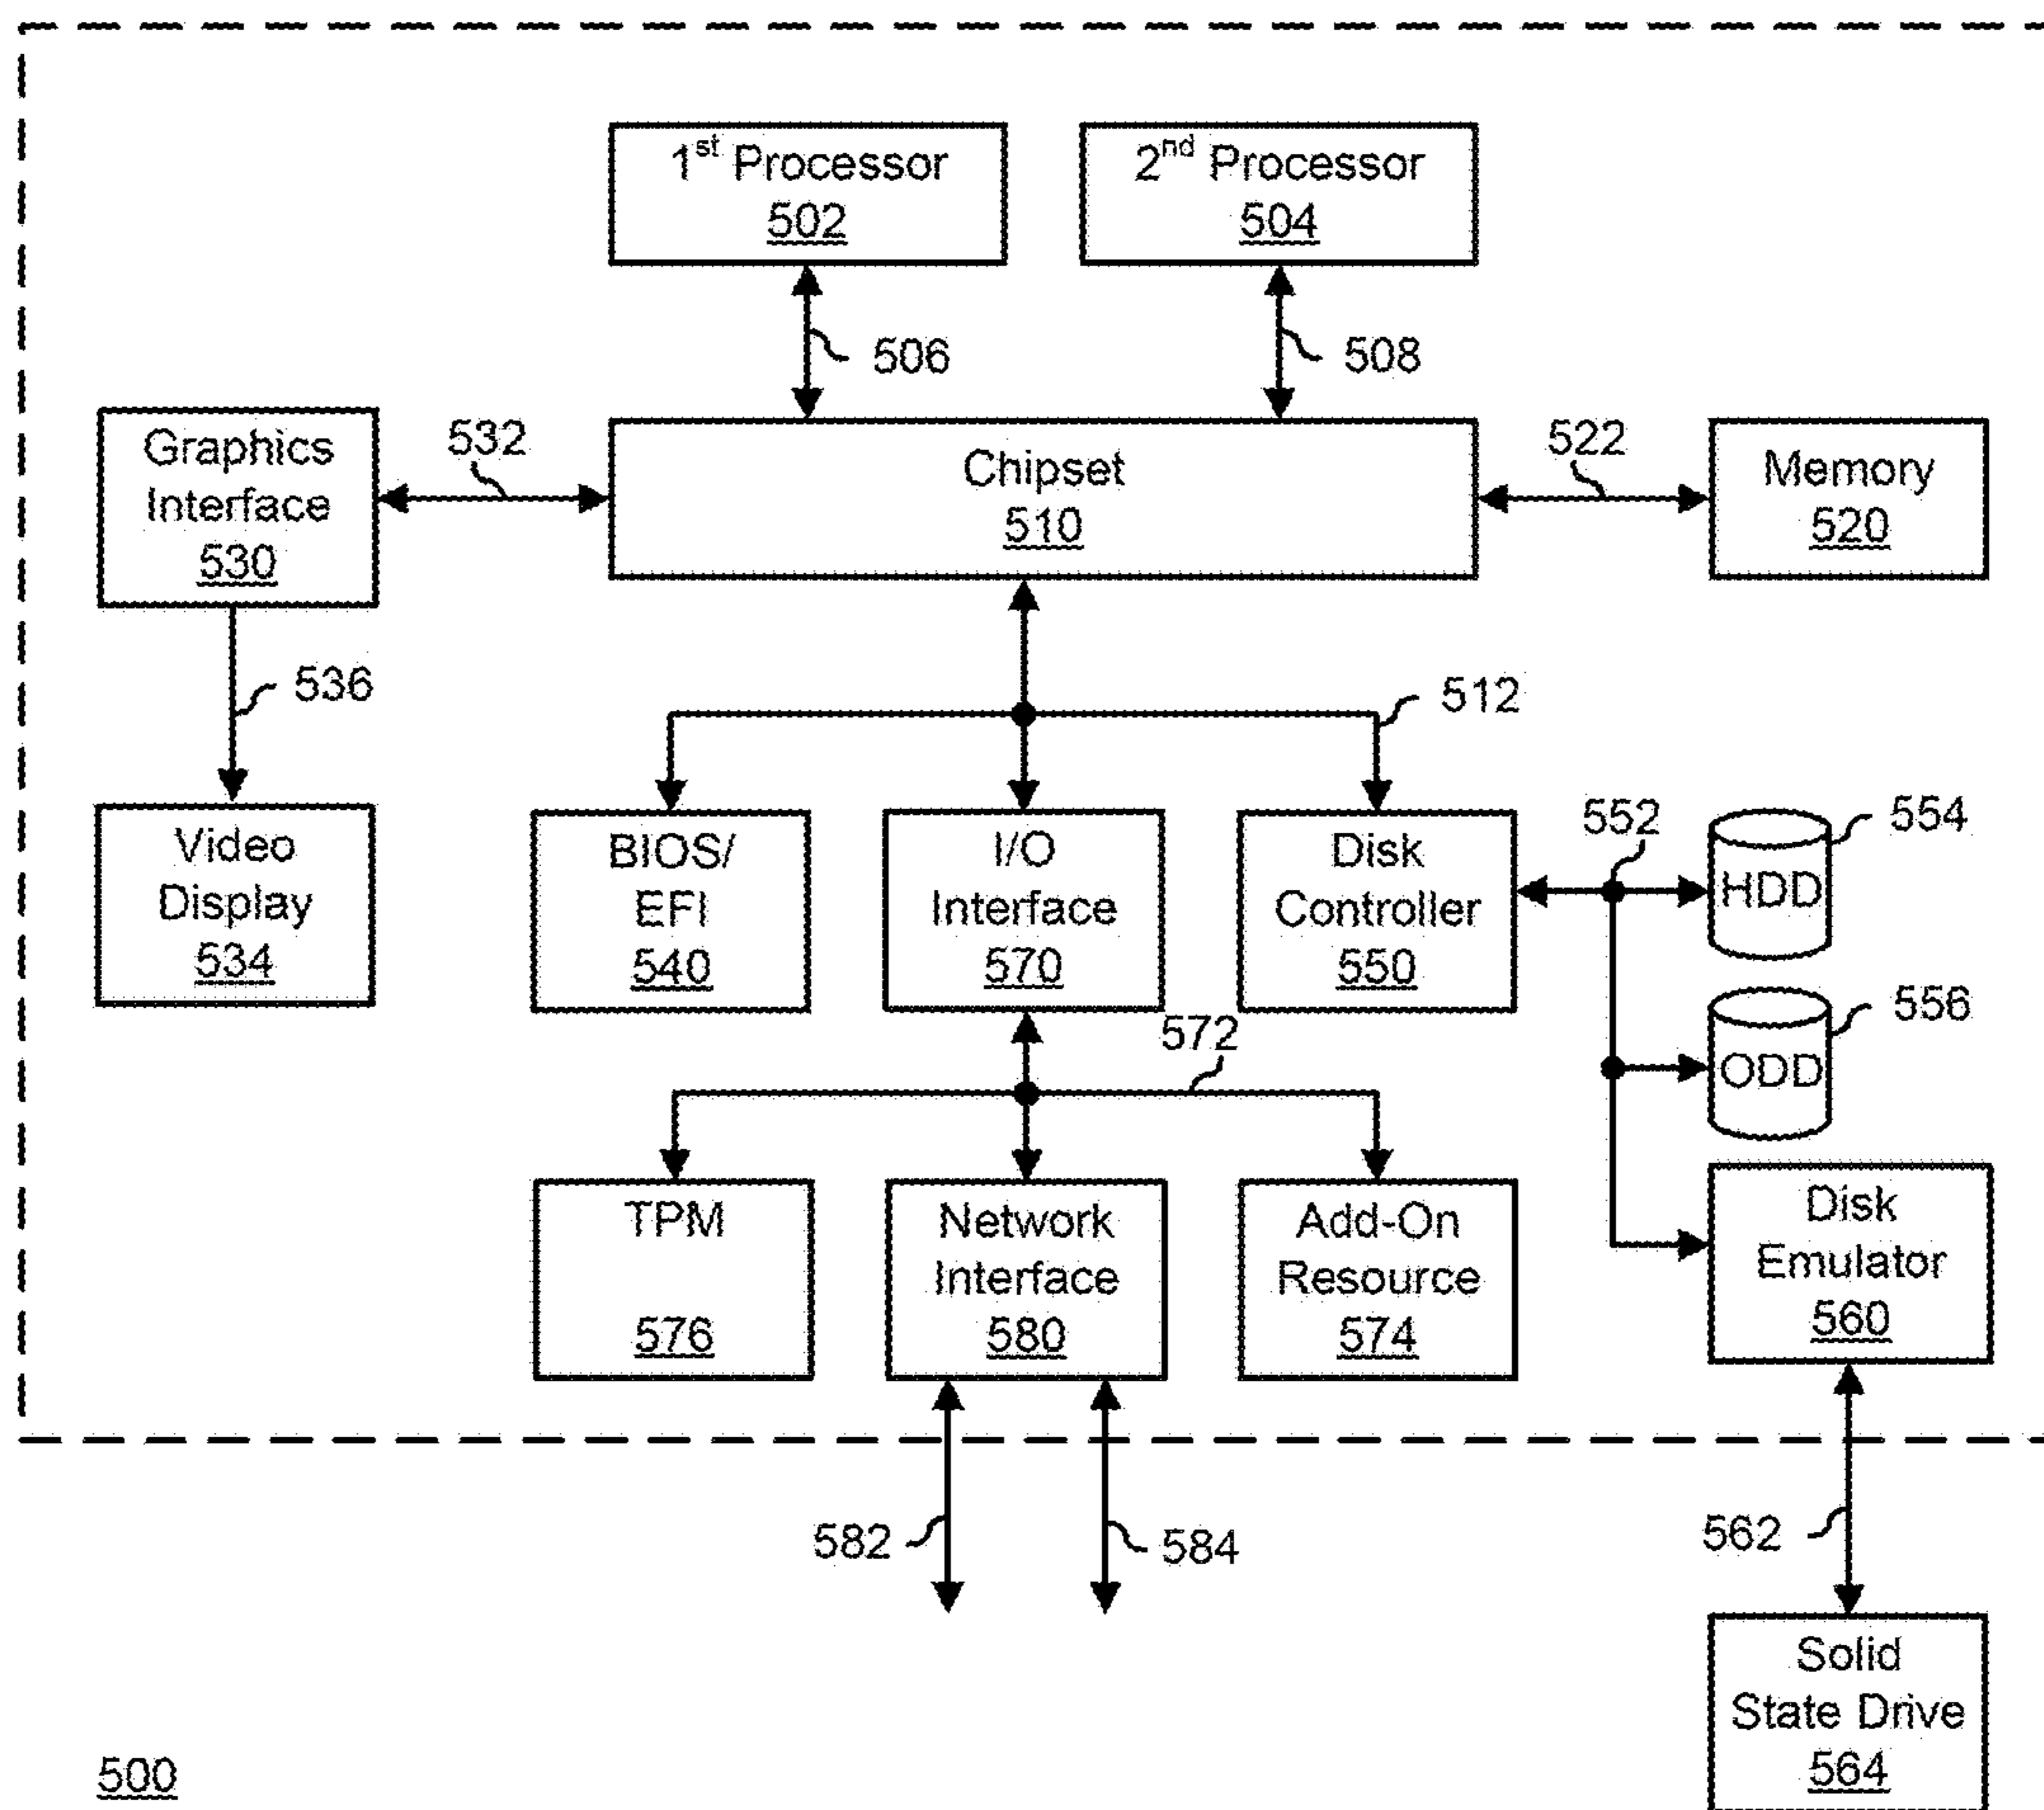 1st Processor
502
2nd Processor
504
506
508
Graphics
Interface
530
532
Chipset
510
522
Memory
520
536
512
Video
Display
534
BIOS/
EFI
540
I/O
Interface
570
Disk
Controller
550
552
HDD
554
ODD
556
572
TPM
576
Network
Interface
580
Add-On
Resource
574
Disk
Emulator
560
582
584
562
Solid
State Drive
564
500